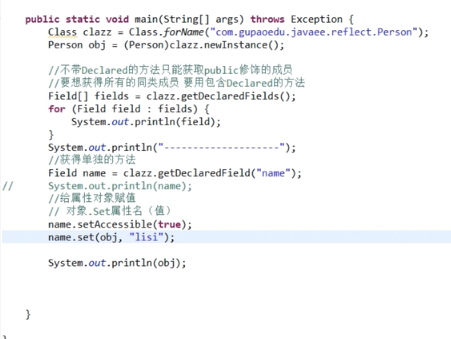 public static void main(String[] args) throws Exception {
Class clazz = Class.forName("com.gupaoedu.javaee.reflect.Person");
Person obj = (Person)clazz.newInstance();
//不带Declared的方法只能获取public修饰的成员
//要想获得所有的同类成员 要用包含Declared的方法
Field[] fields = clazz.getDeclaredFields();
for (Field field : fields) {
System.out.println(field);
}
System.out.println("--------------------");
//获得单独的方法
Field name = clazz.getDeclaredField("name");
// System.out.println(name);
//给属性对象赋值
// 对象.Set属性名（值）
name.setAccessible(true);
name.set(obj, "lisi");
System.out.println(obj);
}
}